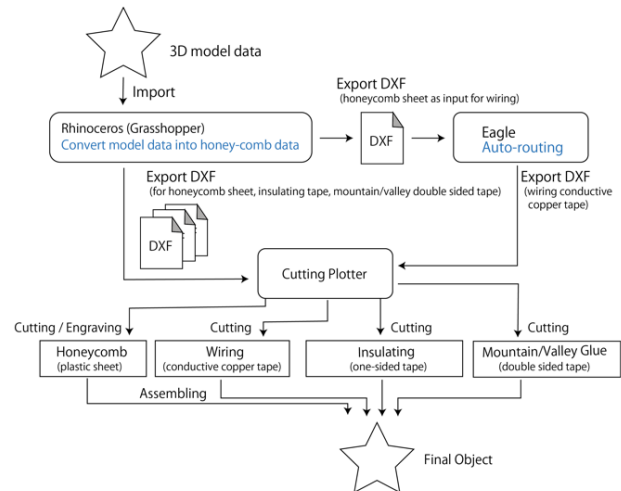 3D model data
Import
Export DXF
(honeycomb sheet as input for wiring)
Rhinoceros (Grasshopper)
Convert model data into honey-comb data
DXF
Eagle
Auto-routing
Export DXF
(for honeycomb sheet, insulating tape, mountain/valley double sided tape)
Export DXF
(wiring conductive
copper tape)
DXF
Cutting Plotter
Cutting / Engraving
Cutting
Cutting
Cutting
Honeycomb
(plastic sheet)
Wiring
(conductive copper tape)
Insulating
(one-sided tape)
Mountain/Valley Glue
(double sided tape)
Assembling
Final Object